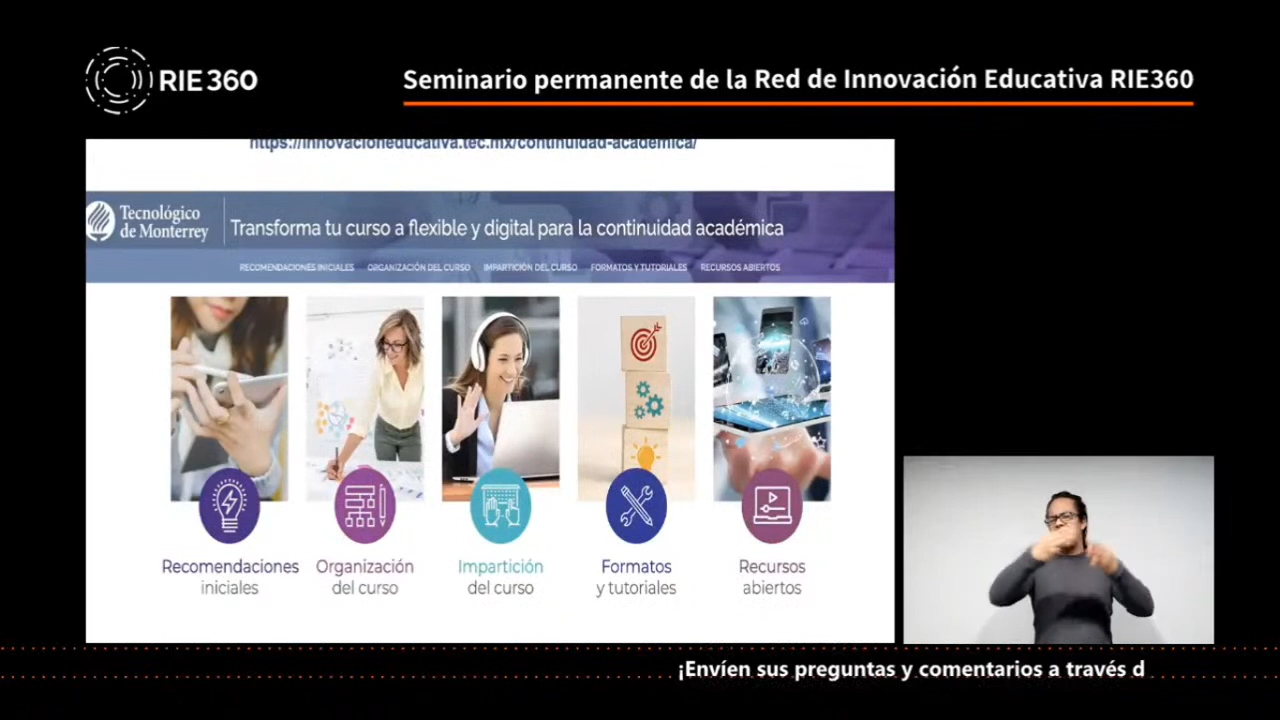 RIE 360
Seminario permanente de la Red de Innovación Educativa RIE360
https://innovacioneducativa.tec.mx/continuidad-academica/
Tecnológico
de Monterrey
Transforma tu curso a flexible y digital para la continuidad académica
RECOMENDACIONES INICIALES ORGANIZACIÓN DEL CURSO IMPARTICIÓN DEL CURSO FORMATOS Y TUTORIALES RECURSOS ABIERTOS
Recomendaciones
iniciales
Organización
del curso
Impartición
del curso
Formatos
y tutoriales
Recursos
abiertos
¡Envíen sus preguntas y comentarios a través d